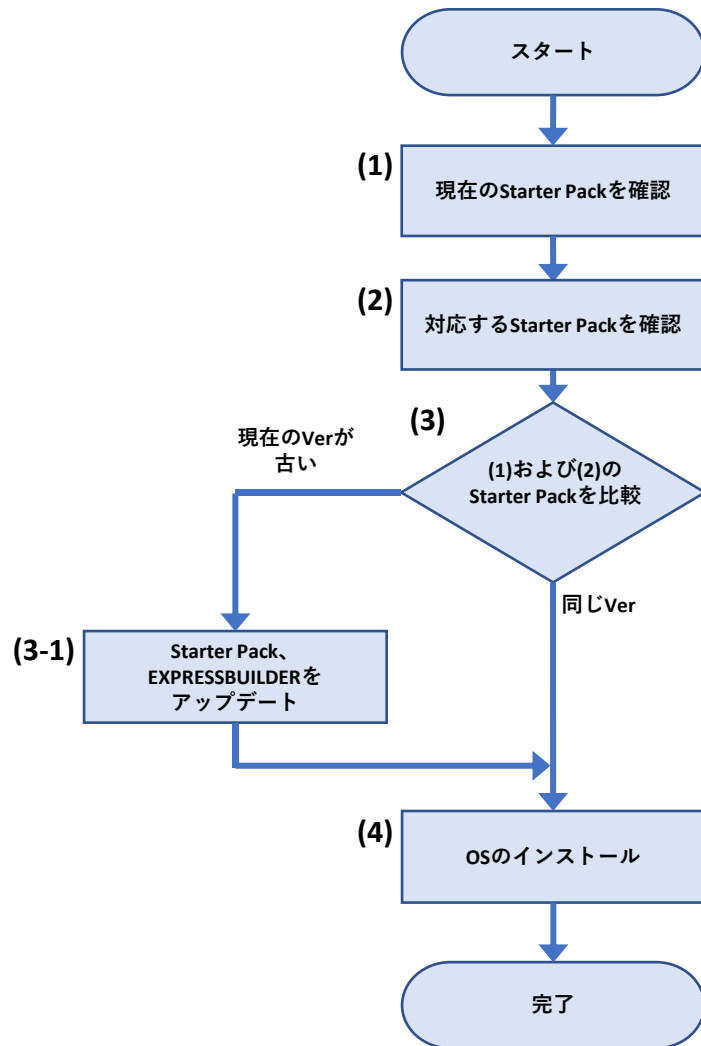 スタート
(1)
現在のStarter Packを確認
(2)
対応するStarter Packを確認
(3)
(1)および(2)の
Starter Packを比較
現在のVerが
古い
同じVer
(3-1)
Starter Pack、
EXPRESSBUILDERを
アップデート
(4)
OSのインストール
完了